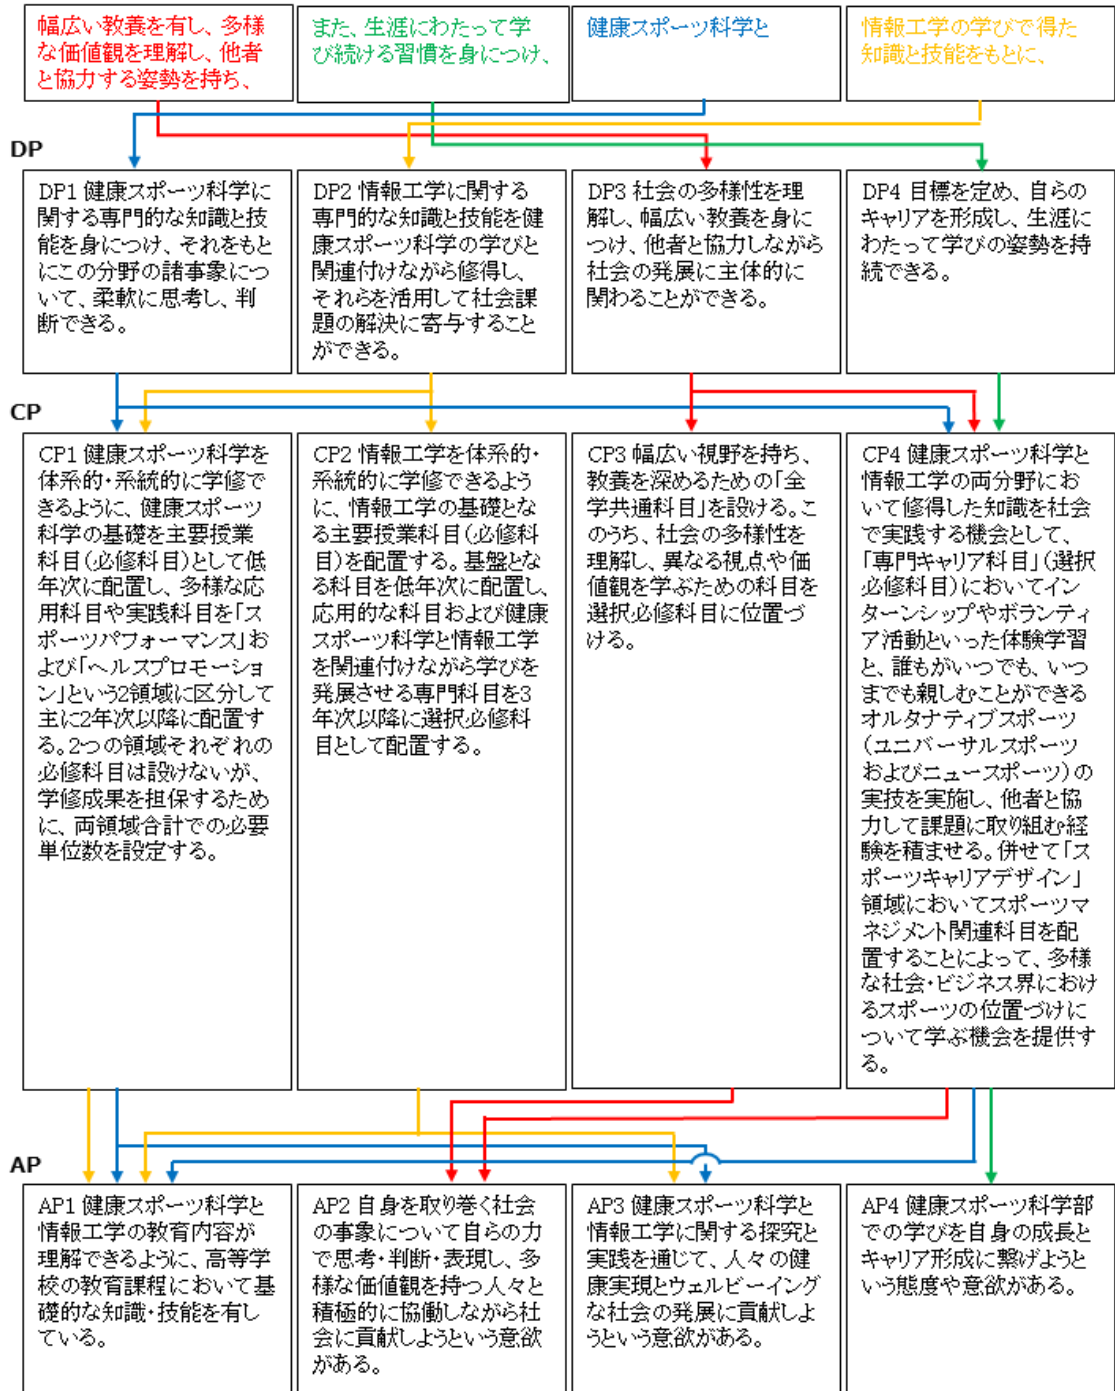 幅広い教養を有し、多様
な価値観を理解し、他者
と協力する姿勢を持ち、
また、生涯にわたって学
び続ける習慣を身につけ、
健康スポーツ科学と
情報工学の学びで得た
知識と技能をもとに、
DP
DP1 健康スポーツ科学に
関する専門的な知識と技
能を身につけ、それをもと
にこの分野の諸事象につ
いて、柔軟に思考し、判
断できる。
DP2 情報工学に関する
専門的な知識と技能を健
康スポーツ科学の学びと
関連付けながら修得し、
それらを活用して社会課
題の解決に寄与すること
ができる。
DP3 社会の多様性を理
解し、幅広い教養を身に
つけ、他者と協力しながら
社会の発展に主体的に
関わることができる。
DP4 目標を定め、自らの
キャリアを形成し、生涯に
わたって学びの姿勢を持
続できる。
CP
CP1 健康スポーツ科学を
体系的・系統的に学修で
きるように、健康スポーツ
科学の基礎を主要授業
科目(必修科目)として低
年次に配置し、多様な応
用科目や実践科目を「ス
ポーツパフォーマンス」お
よび「ヘルスプロモーショ
ン」という2領域に区分して
主に2年次以降に配置す
る。2つの領域それぞれの
必修科目は設けないが、
学修成果を担保するため
に、両領域合計での必要
単位数を設定する。
CP2 情報工学を体系的・
系統的に学修できるよう
に、情報工学の基礎とな
る主要授業科目(必修科
目)を配置する。基盤とな
る科目を低年次に配置し、
応用的な科目および健康
スポーツ科学と情報工学
を関連付けながら学びを
発展させる専門科目を3
年次以降に選択必修科
目として配置する。
CP3 幅広い視野を持ち、
教養を深めるための「全
学共通科目」を設ける。こ
のうち、社会の多様性を
理解し、異なる視点や価
値観を学ぶための科目を
選択必修科目に位置づ
ける。
CP4 健康スポーツ科学と
情報工学の両分野にお
いて修得した知識を社会
で実践する機会として、
「専門キャリア科目」(選択
必修科目)においてイン
ターンシップやボランティ
ア活動といった体験学習
と、誰もがいつでも、いつ
までも親しむことができる
オルタナティブスポーツ
(ユニバーサルスポーツ
およびニュースポーツ)の
実技を実施し、他者と協
力して課題に取り組む経
験を積ませる。併せて「ス
ポーツキャリアデザイン」
領域においてスポーツマ
ネジメント関連科目を配
置することによって、多様
な社会・ビジネス界におけ
るスポーツの位置づけに
ついて学ぶ機会を提供す
る。
AP
AP1 健康スポーツ科学と
情報工学の教育内容が
理解できるように、高等学
校の教育課程において基
礎的な知識・技能を有し
ている。
AP2 自身を取り巻く社会
の事象について自らの力
で思考・判断・表現し、多
様な価値観を持つ人々と
積極的に協働しながら社
会に貢献しようという意欲
がある。
AP3 健康スポーツ科学と
情報工学に関する探究と
実践を通じて、人々の健
康実現とウェルビーイング
な社会の発展に貢献しよ
うという意欲がある。
AP4 健康スポーツ科学部
での学びを自身の成長と
キャリア形成に繋げようと
いう態度や意欲がある。